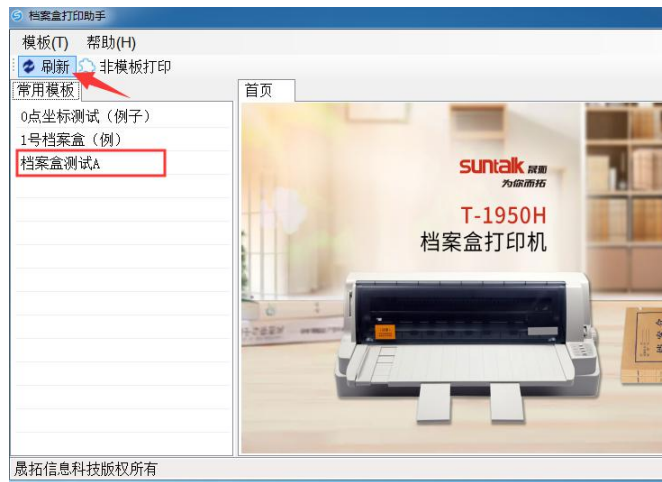 档案盒打印助手
模板(T) 帮助(H)
刷新 非模板打印
常用模板
首页
0点坐标测试（例子）
1号档案盒（例）
档案盒测试A
suntalk 晟拓
为你而拓
T-1950H
档案盒打印机
晟拓信息科技版权所有